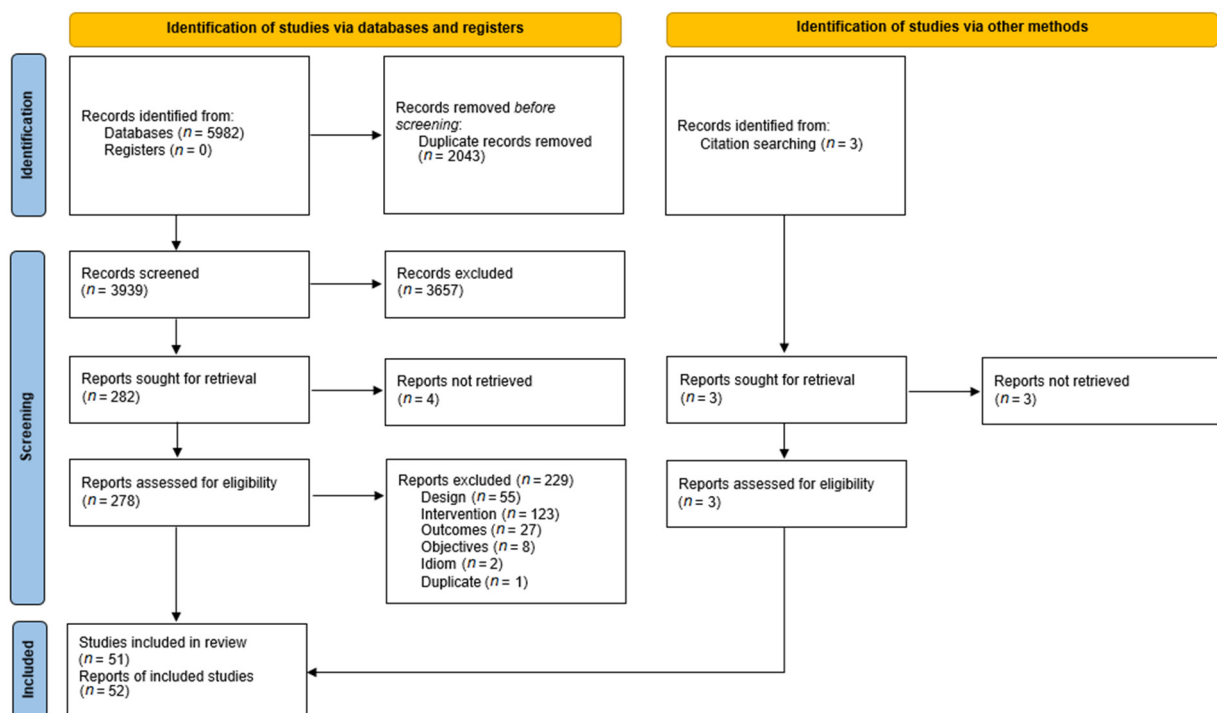 Identification of studies via databases and registers
Identification of studies via other methods
Identification
Records identified from:
Databases (n = 5982)
Registers (n = 0)
Records removed before
screening:
Duplicate records removed
(n = 2043)
Records identified from:
Citation searching (n = 3)
Screening
Records screened
(n = 3939)
Records excluded
(n = 3657)
Reports sought for retrieval
(n = 282)
Reports not retrieved
(n = 4)
Reports sought for retrieval
(n = 3)
Reports not retrieved
(n = 3)
Reports assessed for eligibility
(n = 278)
Reports excluded (n = 229)
Design (n = 55)
Intervention (n = 123)
Outcomes (n = 27)
Objectives (n = 8)
Idiom (n = 2)
Duplicate (n = 1)
Reports assessed for eligibility
(n = 3)
Included
Studies included in review
(n = 51)
Reports of included studies
(n = 52)